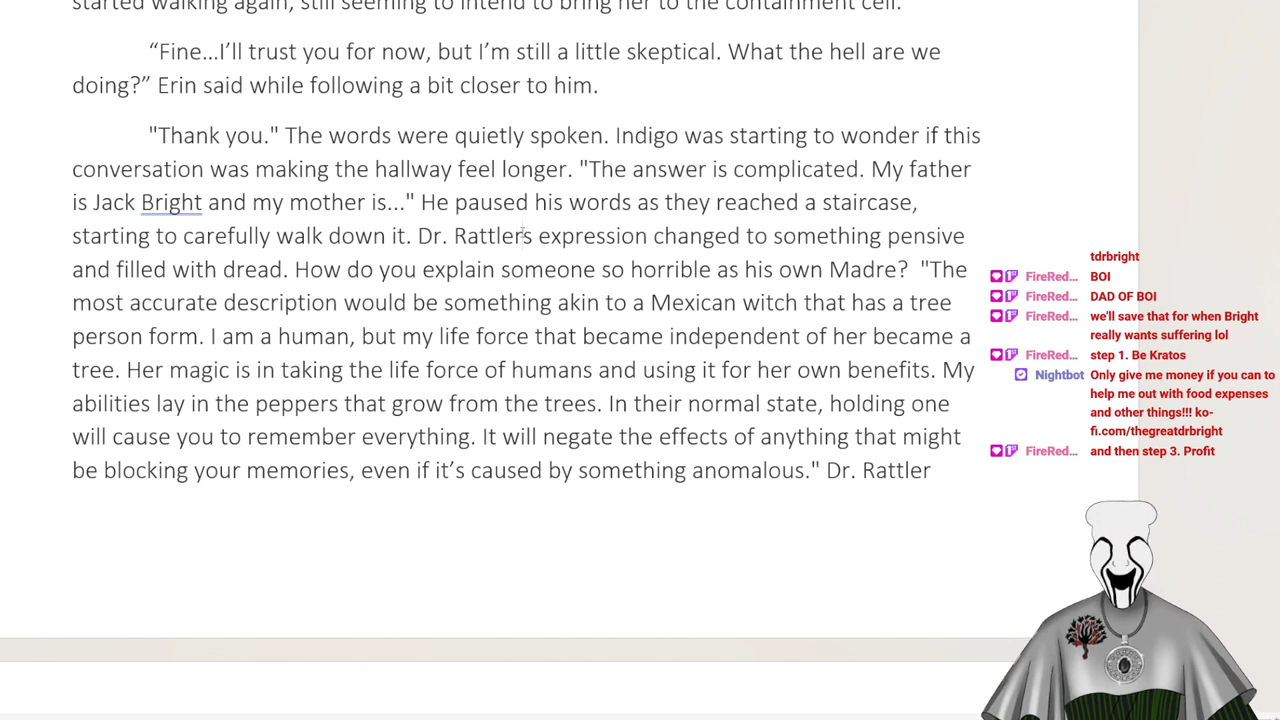 started walking again, still seeming to intend to bring her to the containment cell.
“Fine...I’ll trust you for now, but I’m still a little skeptical. What the hell are we
doing?” Erin said while following a bit closer to him.
"Thank you." The words were quietly spoken. Indigo was starting to wonder if this
conversation was making the hallway feel longer. "The answer is complicated. My father
is Jack Bright and my mother is..." He paused his words as they reached a staircase,
starting to carefully walk down it. Dr. Rattlers expression changed to something pensive
and filled with dread. How do you explain someone so horrible as his own Madre?  "The
most accurate description would be something akin to a Mexican witch that has a tree
person form. I am a human, but my life force that became independent of her became a
tree. Her magic is in taking the life force of humans and using it for her own benefits. My
abilities lay in the peppers that grow from the trees. In their normal state, holding one
will cause you to remember everything. It will negate the effects of anything that might
be blocking your memories, even if it’s caused by something anomalous." Dr. Rattler
tdrbright
FireRed... BOI
FireRed... DAD OF BOI
FireRed... we'll save that for when Bright
really wants suffering lol
FireRed... step 1. Be Kratos
Nightbot Only give me money if you can to
help me out with food expenses
and other things!!! ko-
fi.com/thegreatdrbright
FireRed... and then step 3. Profit